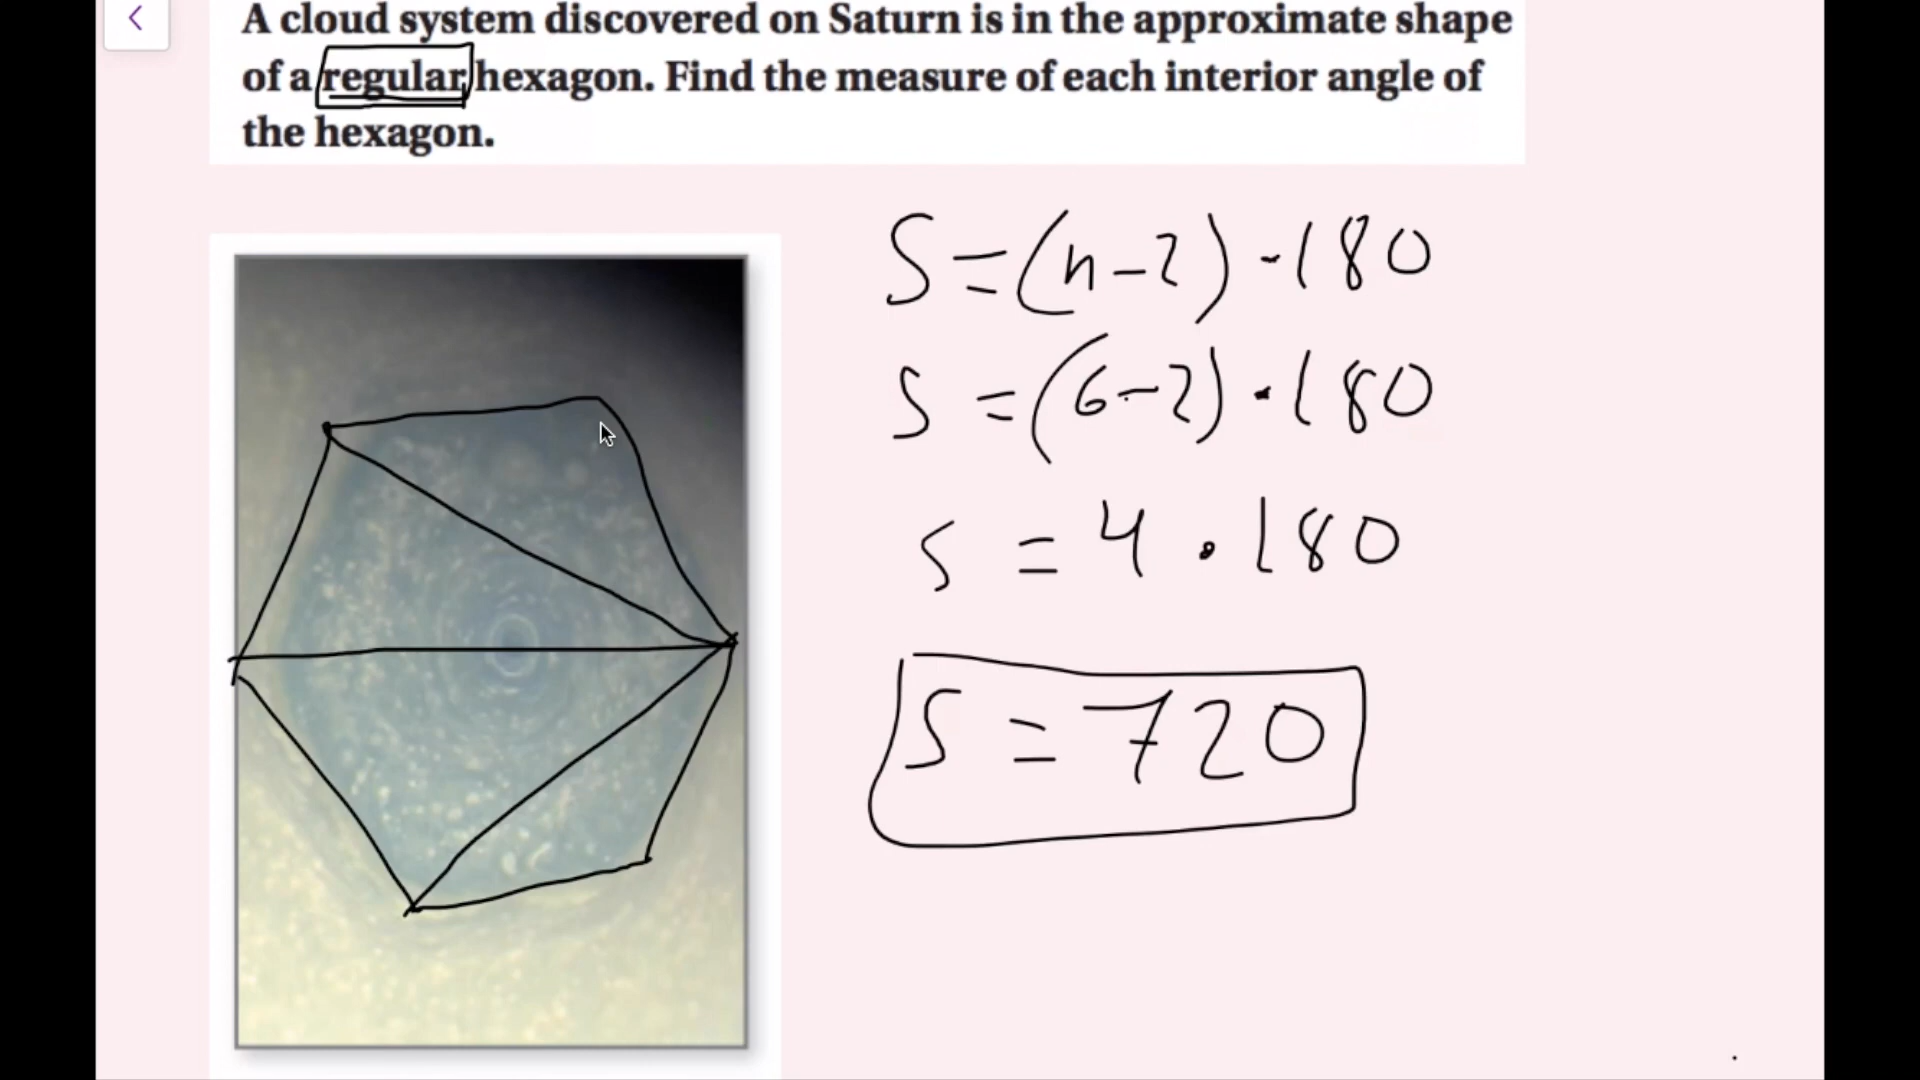 A cloud system discovered on Saturn is in the approximate shape
of a regular hexagon. Find the measure of each interior angle of
the hexagon.
S = (n-2) · 180
S = (6-2) · 180
S = 4 · 180
S = 720